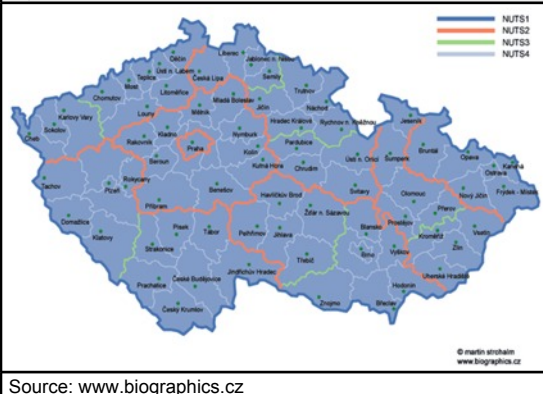 NUTS1
NUTS2
NUTS3
NUTS4
Děčín
Liberec
Jablonec n. Nisou
Teplice
Ústí n. Labem
Česká Lípa
Semily
Most
Litoměřice
Trutnov
Chomutov
Mladá Boleslav
Jičín
Náchod
Karlovy Vary
Louny
Mělník
Jeseník
Sokolov
Hradec Králové
Rychnov n. Kněžnou
Cheb
Rakovník
Kladno
Praha
Nymburk
Pardubice
Bruntál
Opava
Beroun
Kolín
Ústí n. Orlicí
Šumperk
Karviná
Ostrava
Tachov
Plzeň
Rokycany
Kutná Hora
Chrudim
Frýdek - Místek
Benešov
Havlíčkův Brod
Svitavy
Olomouc
Nový Jičín
Příbram
Přerov
Domažlice
Klatovy
Písek
Tábor
Pelhřimov
Jihlava
Žďár n. Sázavou
Blansko
Prostějov
Kroměříž
Vsetín
Strakonice
Třebíč
Brno
Vyškov
Zlín
Prachatice
České Budějovice
Jindřichův Hradec
Uherské Hradiště
Hodonín
Český Krumlov
Znojmo
Břeclav
© martin strohalm
www.biographics.cz
Source: www.biographics.cz